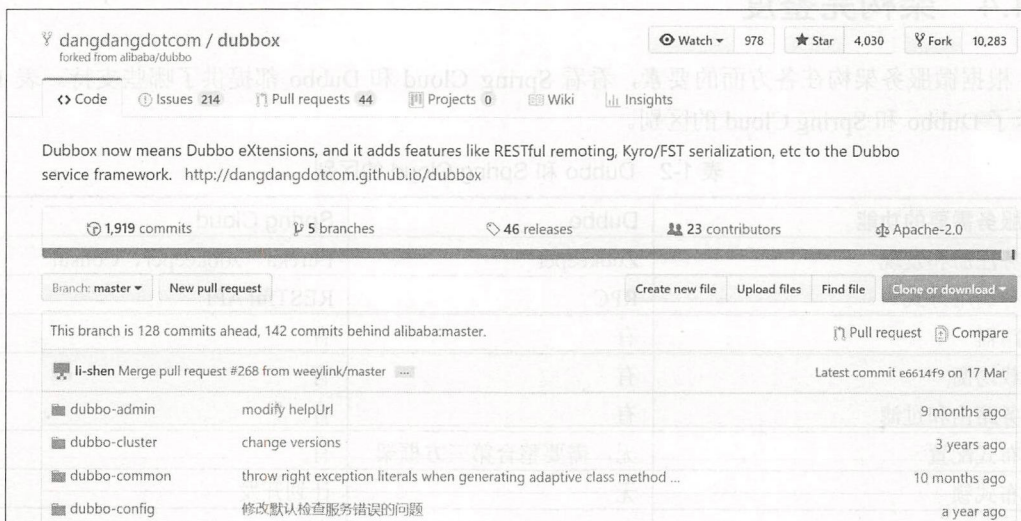 dangdangdotcom / dubbox
forked from alibaba/dubbo
Watch 978 Star 4,030 Fork 10,283
Code Issues 214 Pull requests 44 Projects 0 Wiki Insights
Dubbox now means Dubbo eXtensions, and it adds features like RESTful remoting, Kyro/FST serialization, etc to the Dubbo
service framework. http://dangdangdotcom.github.io/dubbox
1,919 commits 5 branches 46 releases 23 contributors Apache-2.0
Branch: master New pull request Create new file Upload files Find file Clone or download
This branch is 128 commits ahead, 142 commits behind alibaba:master. Pull request Compare
li-shen Merge pull request #268 from weeylink/master ... Latest commit e6614f9 on 17 Mar
dubbo-admin modify helpUrl 9 months ago
dubbo-cluster change versions 3 years ago
dubbo-common throw right exception literals when generating adaptive class method ... 10 months ago
dubbo-config 修改默认检查服务错误的问题 a year ago